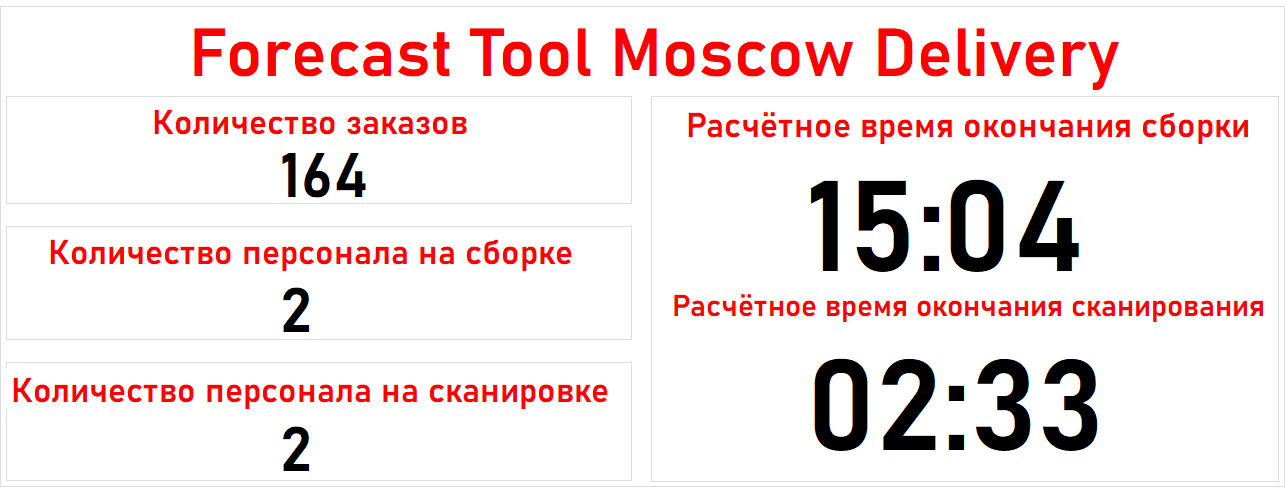 Forecast Tool Moscow Delivery
Количество заказов
164
Количество персонала на сборке
2
Количество персонала на сканировке
2
Расчётное время окончания сборки
15:04
Расчётное время окончания сканирования
02:33